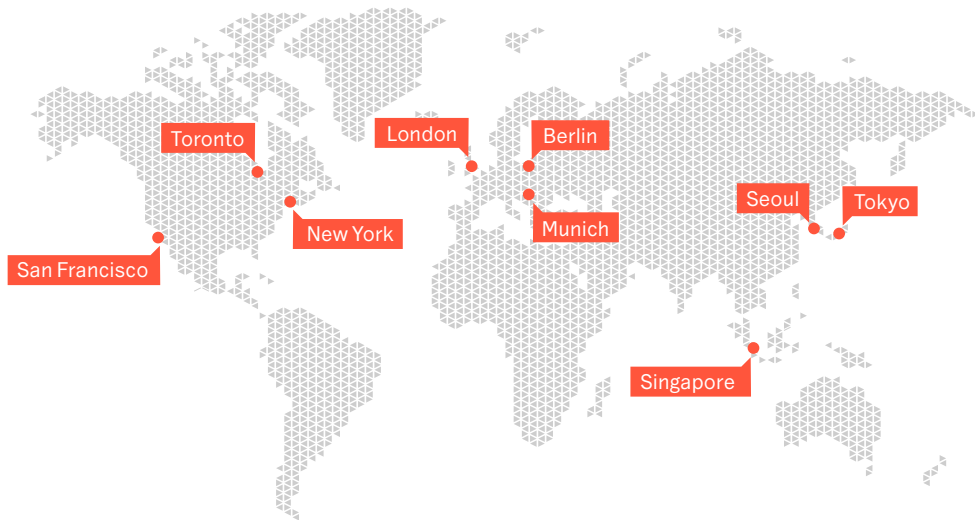 Toronto
London
Berlin
Seoul
Tokyo
New York
Munich
San Francisco
Singapore